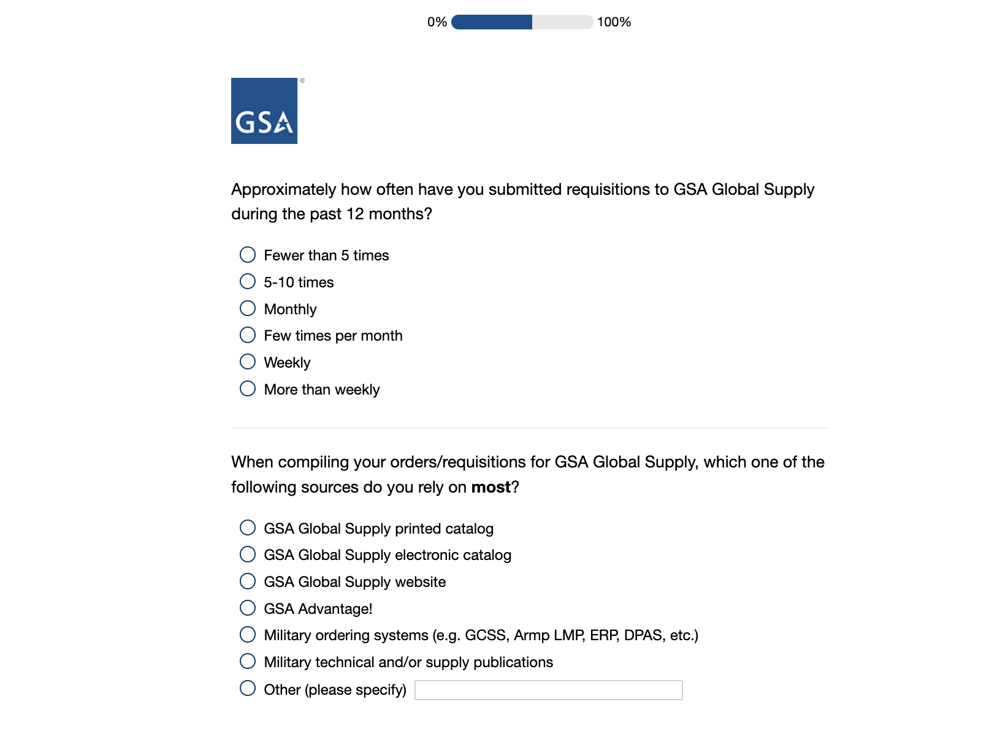 0% 100%
GSA®
Approximately how often have you submitted requisitions to GSA Global Supply
during the past 12 months?
Fewer than 5 times
5-10 times
Monthly
Few times per month
Weekly
More than weekly
When compiling your orders/requisitions for GSA Global Supply, which one of the
following sources do you rely on most?
GSA Global Supply printed catalog
GSA Global Supply electronic catalog
GSA Global Supply website
GSA Advantage!
Military ordering systems (e.g. GCSS, Armp LMP, ERP, DPAS, etc.)
Military technical and/or supply publications
Other (please specify)